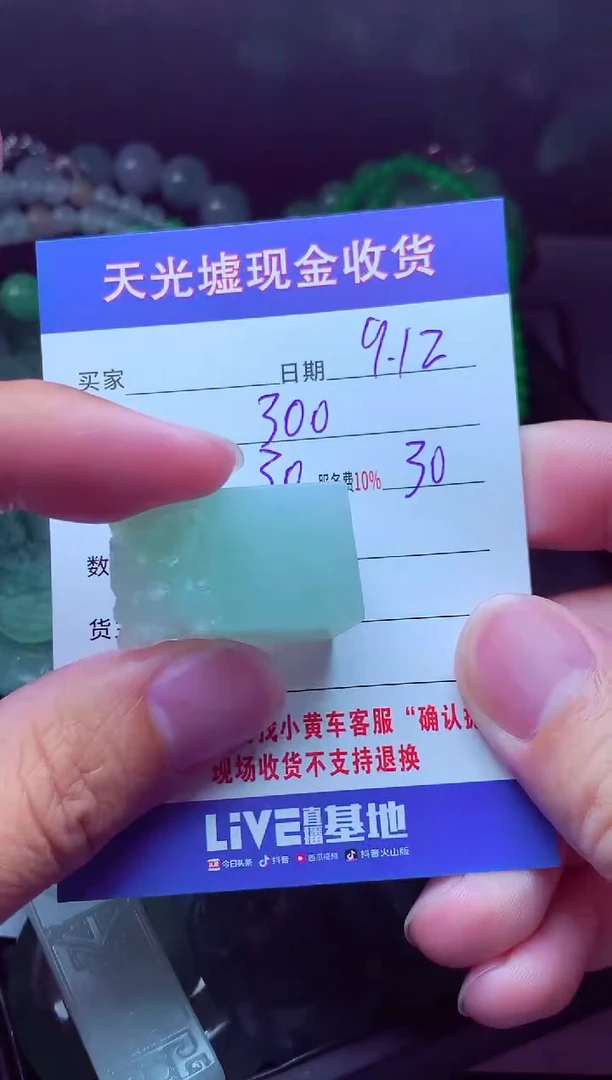 天光墟现金收货
买家 日期 9.12
300
30 服务费10% 30
数
货
找小黄车客服“确认
现场收货不支持退换
LiVE直播基地
今日头条 抖音 西瓜视频 抖音火山版